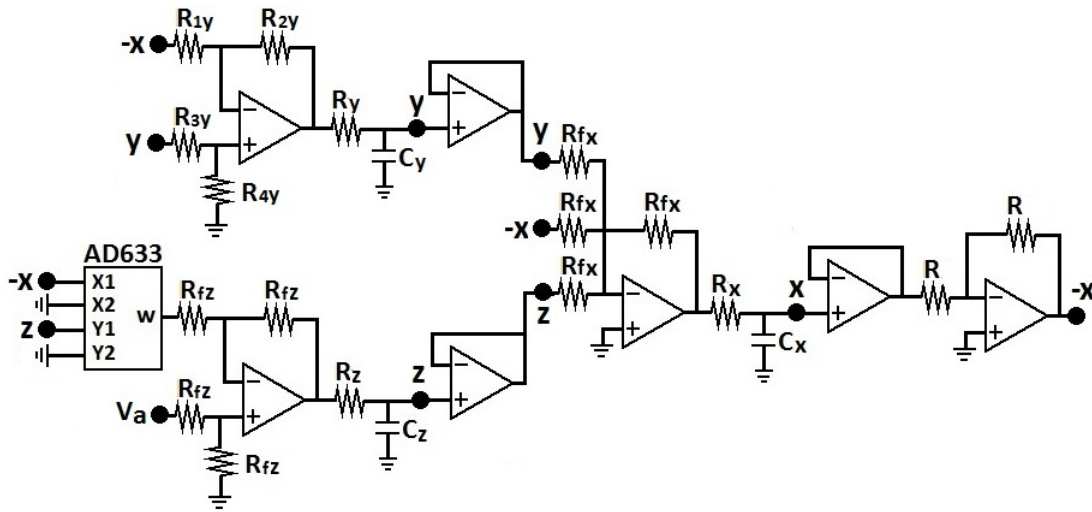 R1y
R2y
-x
R3y
y
R4y
Ry
y
Cy
y
Rfx
-x
Rfx
Rfx
Rfx
z
AD633
-x
X1
X2
z
Y1
Y2
w
Rfz
Rfz
Va
Rfz
Rfz
Rz
z
Cz
Rx
x
Cx
R
R
-x